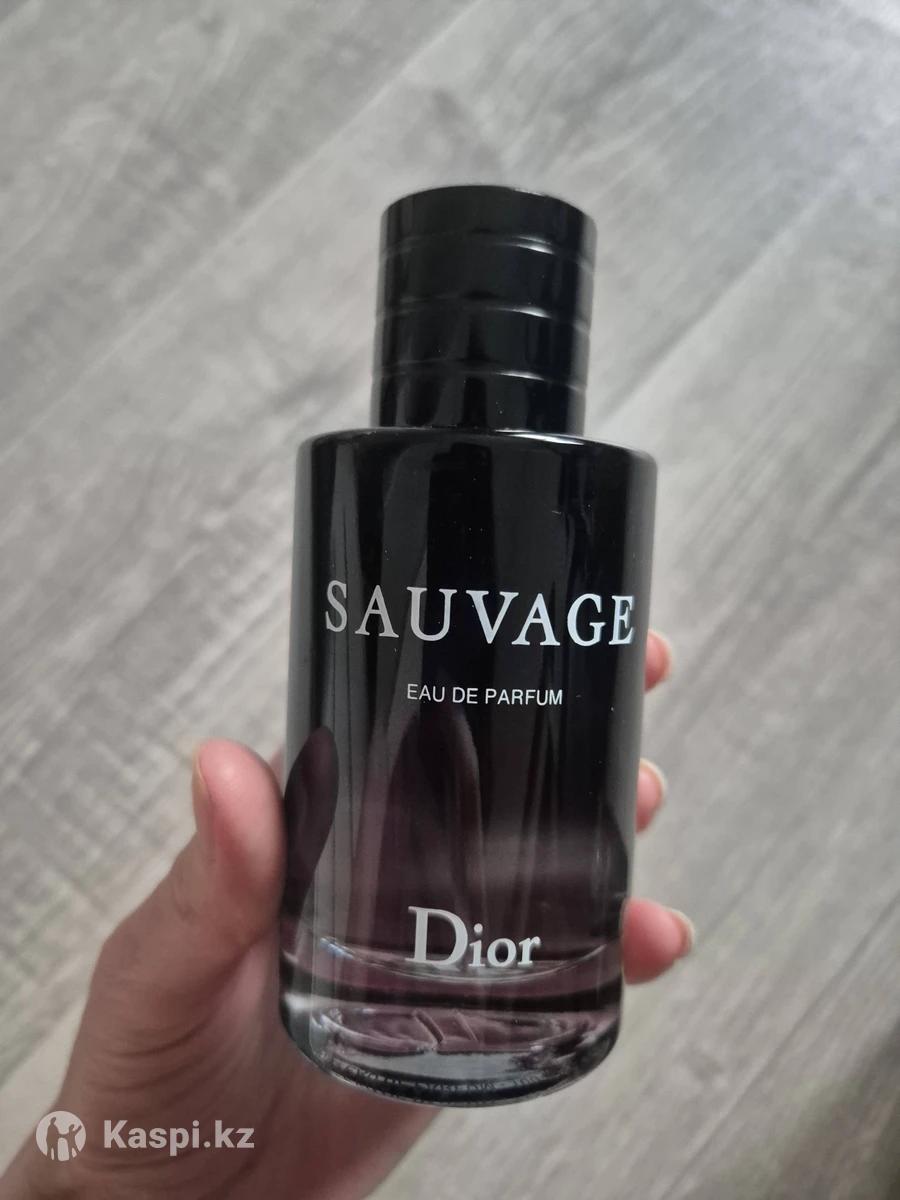 SAUVAGE
EAU DE PARFUM
Dior
Kaspi.kz